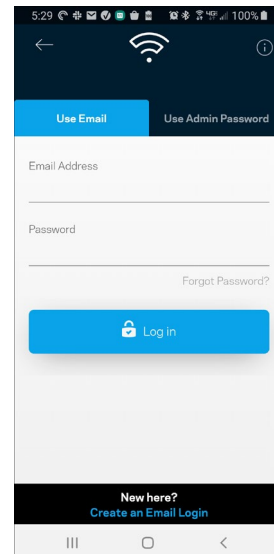 5:29 100%
Use Email Use Admin Password
Email Address
Password
Forgot Password?
Log in
New here?
Create an Email Login